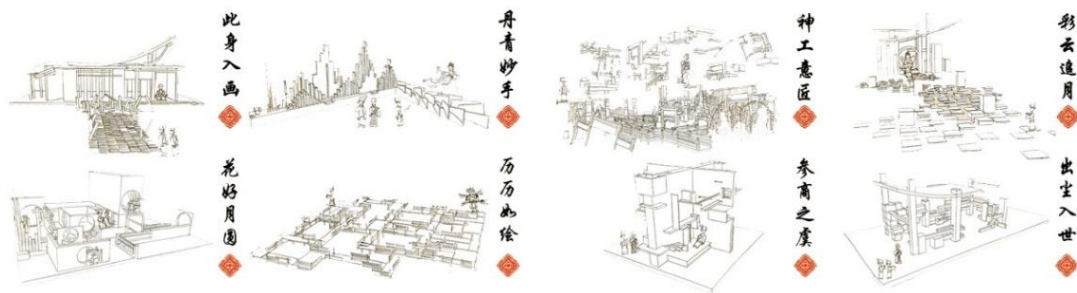 此身入画
丹青妙手
神工意匠
彩云追月
花好月圆
历历如绘
参商之虞
出尘入世